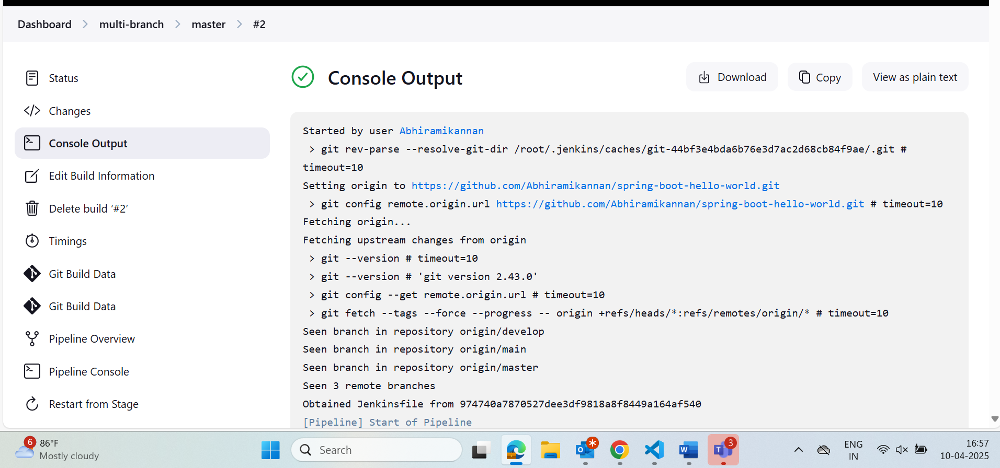 Dashboard > multi-branch > master > #2
Status
Changes
Console Output
Edit Build Information
Delete build ‘#2’
Timings
Git Build Data
Git Build Data
Pipeline Overview
Pipeline Console
Restart from Stage
Console Output
Download
Copy
View as plain text
Started by user Abhiramikannan
> git rev-parse --resolve-git-dir /root/.jenkins/caches/git-44bf3e4bda6b76e3d7ac2d68cb84f9ae/.git #
timeout=10
Setting origin to https://github.com/Abhiramikannan/spring-boot-hello-world.git
> git config remote.origin.url https://github.com/Abhiramikannan/spring-boot-hello-world.git # timeout=10
Fetching origin...
Fetching upstream changes from origin
> git --version # timeout=10
> git --version # 'git version 2.43.0'
> git config --get remote.origin.url # timeout=10
> git fetch --tags --force --progress -- origin +refs/heads/*:refs/remotes/origin/* # timeout=10
Seen branch in repository origin/develop
Seen branch in repository origin/main
Seen branch in repository origin/master
Seen 3 remote branches
Obtained Jenkinsfile from 974740a7870527dee3df9818a8f8449a164af540
[Pipeline] Start of Pipeline
6
86°F
Mostly cloudy
Search
3
ENG
IN
16:57
10-04-2025